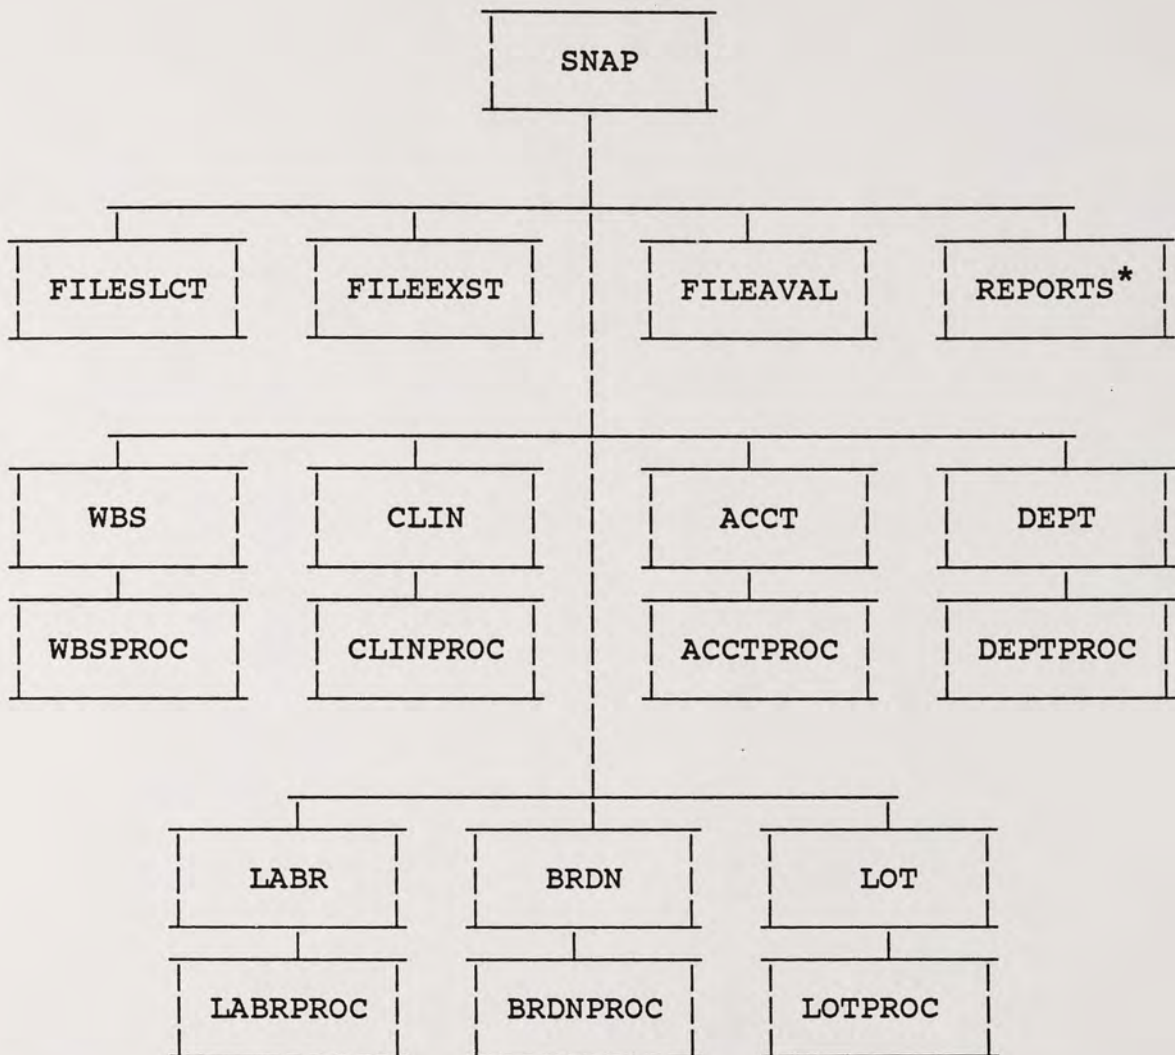 SNAP
FILESLCT FILEEXST FILEAVAL REPORTS*
WBS CLIN ACCT DEPT
WBSPROC CLINPROC ACCTPROC DEPTPROC
LABR BRDN LOT
LABRPROC BRDNPROC LOTPROC